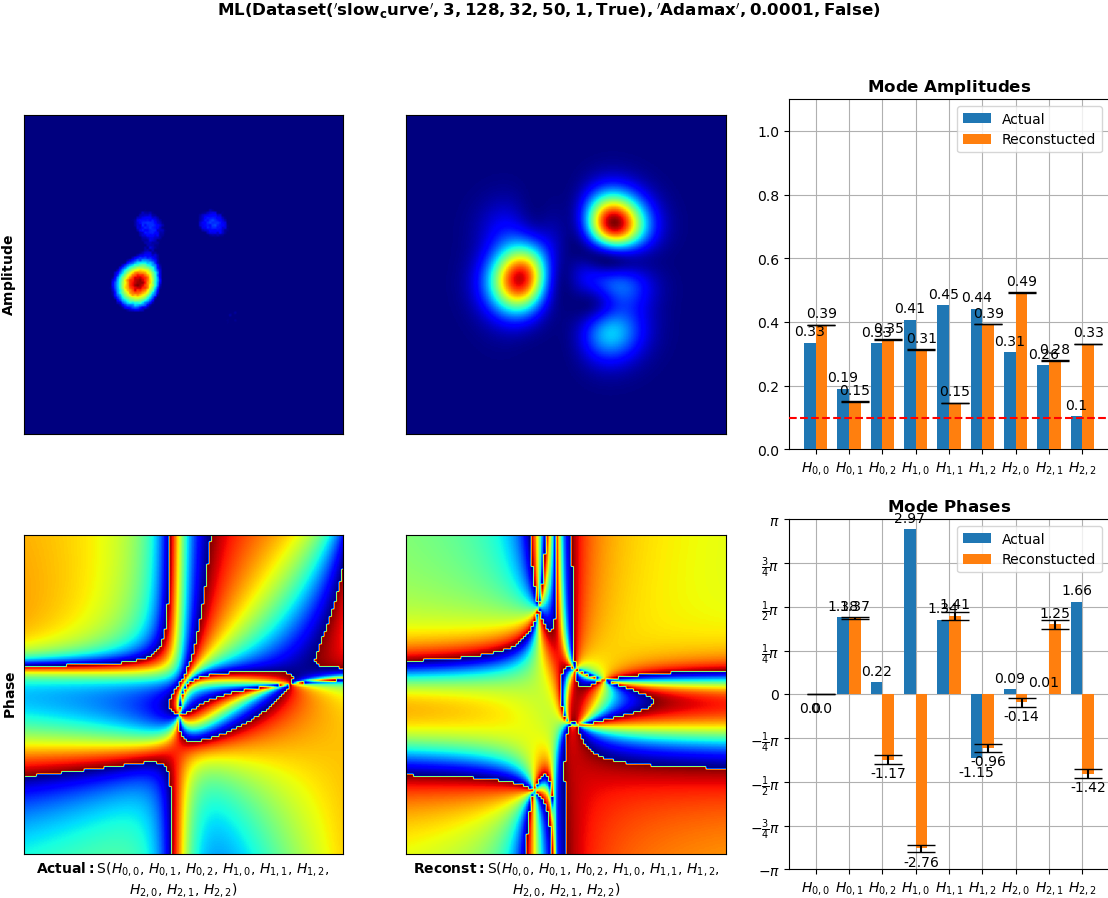 ML(Dataset('slow_curve', 3, 128, 32, 50, 1, True), 'Adamax', 0.0001, False)
Amplitude
Mode Amplitudes
Actual
Reconstucted
1.0
0.8
0.6
0.4
0.2
0.0
0.33
0.39
0.19
0.15
0.33
0.35
0.41
0.31
0.45
0.15
0.44
0.39
0.31
0.49
0.26
0.28
0.1
0.33
H0,0 H0,1 H0,2 H1,0 H1,1 H1,2 H2,0 H2,1 H2,2
Phase
Actual: S(H0,0, H0,1, H0,2, H1,0, H1,1, H1,2,
H2,0, H2,1, H2,2)
Reconst: S(H0,0, H0,1, H0,2, H1,0, H1,1, H1,2,
H2,0, H2,1, H2,2)
Mode Phases
Actual
Reconstucted
π
3/4π
1/2π
1/4π
0
−1/4π
−1/2π
−3/4π
−π
0.0
0.0
1.37
0.22
-1.17
2.97
-2.76
1.41
-1.15
-0.96
0.09
-0.14
0.01
1.25
1.66
-1.42
H0,0 H0,1 H0,2 H1,0 H1,1 H1,2 H2,0 H2,1 H2,2